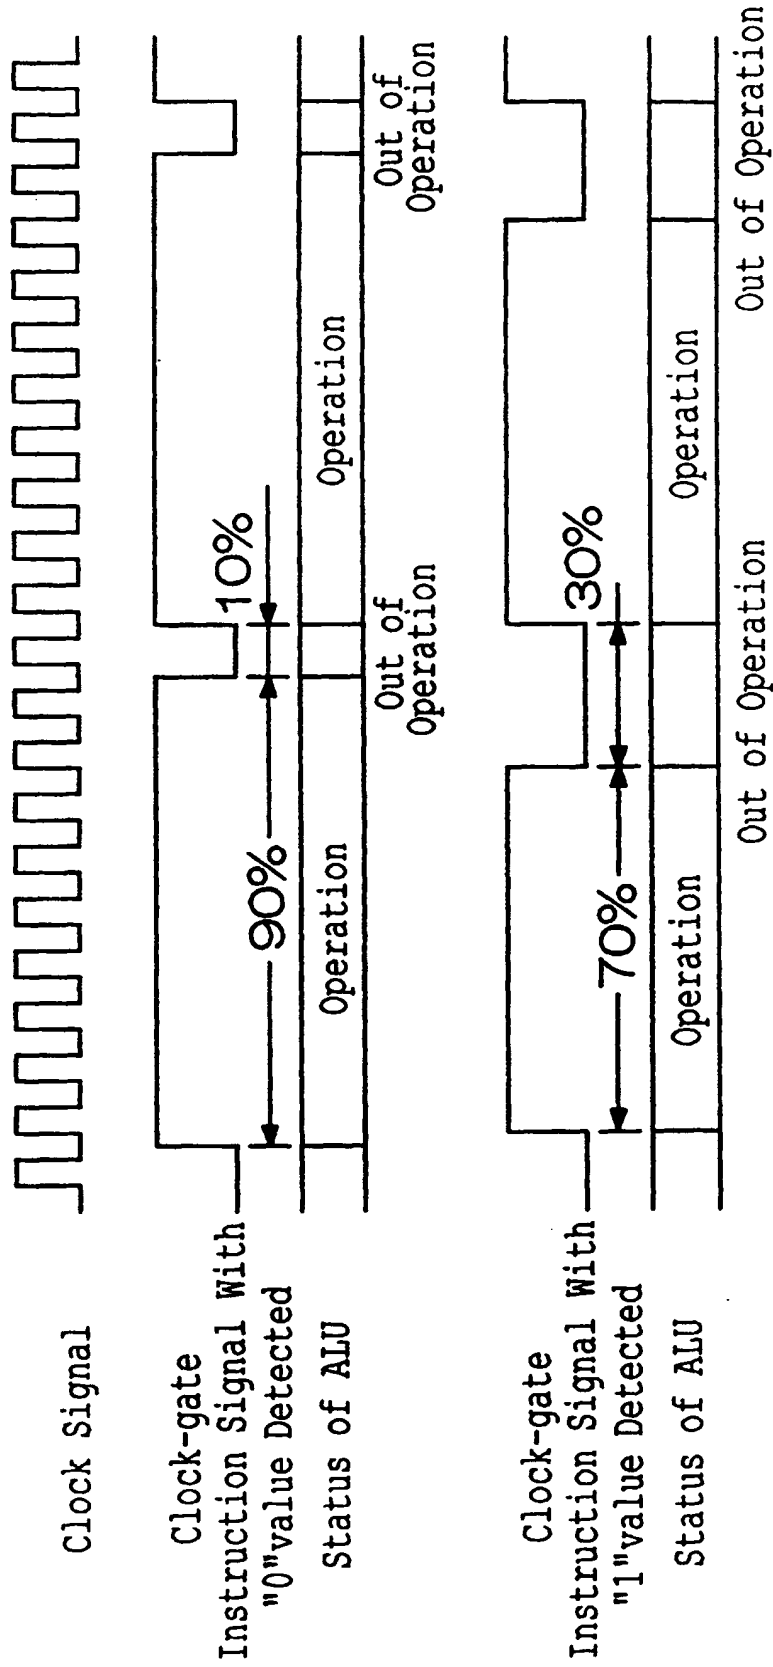 Clock Signal
Clock-gate
Instruction Signal With
"0"value Detected
90%
10%
Status of ALU
Operation
Operation
Out of
Operation
Out of
Operation
Clock-gate
Instruction Signal With
"1"value Detected
70%
30%
Status of ALU
Operation
Operation
Out of Operation
Out of Operation